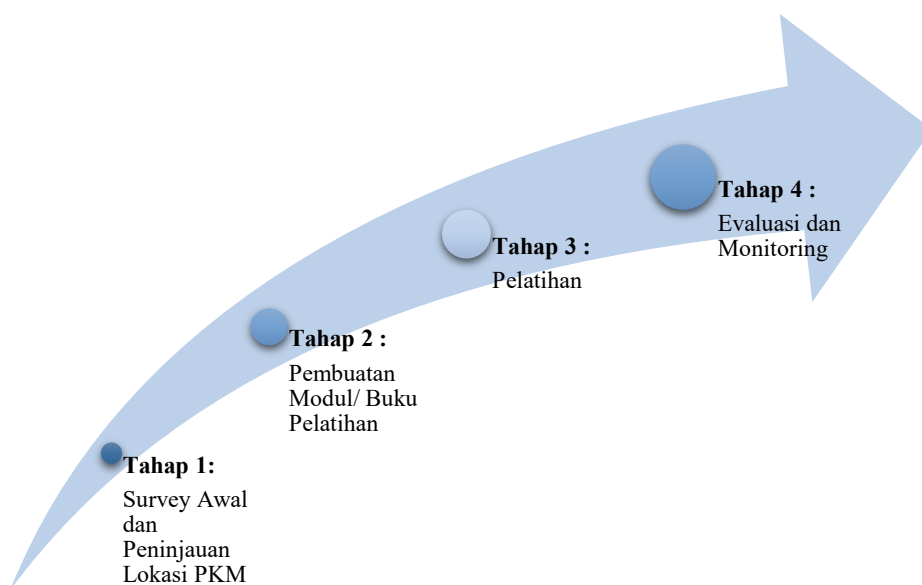 Tahap 1:
Survey Awal
dan
Peninjauan
Lokasi PKM
Tahap 2 :
Pembuatan
Modul/ Buku
Pelatihan
Tahap 3 :
Pelatihan
Tahap 4 :
Evaluasi dan
Monitoring